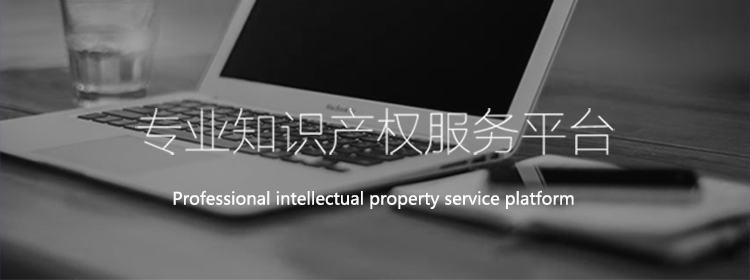 专业知识产权服务平台
Professional intellectual property service platform